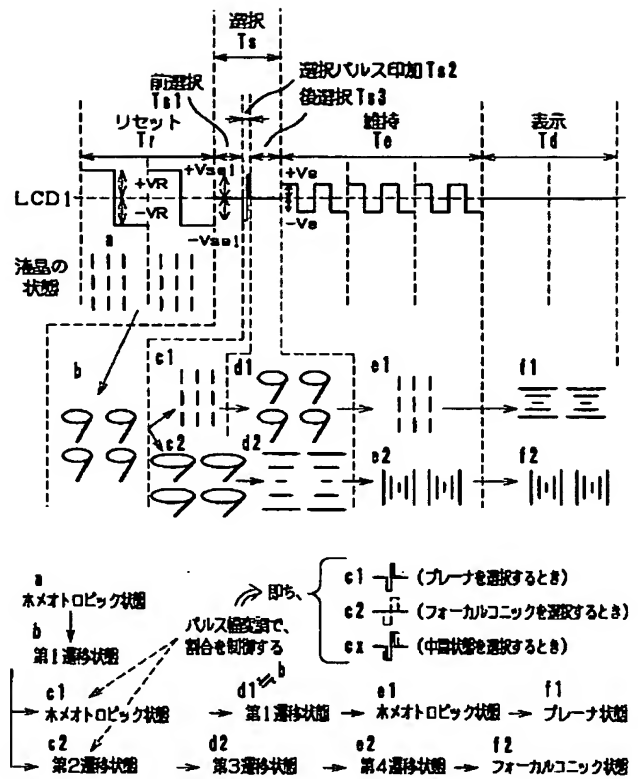 選択
Ts
前選択
Ts1
選択パルス印加Ts2
後選択Ts3
リセット
Tr
維持
Te
表示
Td
+VR
-VR
+Vsel
-Vsel
+Ve
-Ve
LCD1
a
液晶の
状態
b
c1
d1
e1
f1
c2
d2
e2
f2
a
ホメオトロピック状態
b
第1遷移状態
パルス幅変調で、
割合を制御する
即ち、
c1 (プレーナを選択するとき)
c2 (フォーカルコニックを選択するとき)
cx (中間状態を選択するとき)
c1
ホメオトロピック状態
d1≒b
第1遷移状態
e1
ホメオトロピック状態
f1
プレーナ状態
c2
第2遷移状態
d2
第3遷移状態
e2
第4遷移状態
f2
フォーカルコニック状態